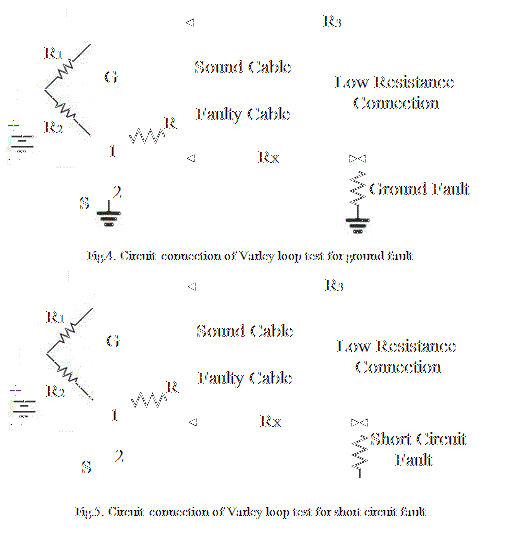 R3
R1
Sound Cable
G
Low Resistance
Connection
Faulty Cable
R2
R
1
Rx
Ground Fault
2
S
Fig.4. Circuit connection of Varley loop test for ground fault
R3
R1
Sound Cable
G
Low Resistance
Connection
Faulty Cable
R2
R
1
Rx
Short Circuit
Fault
2
S
Fig.5. Circuit connection of Varley loop test for short circuit fault